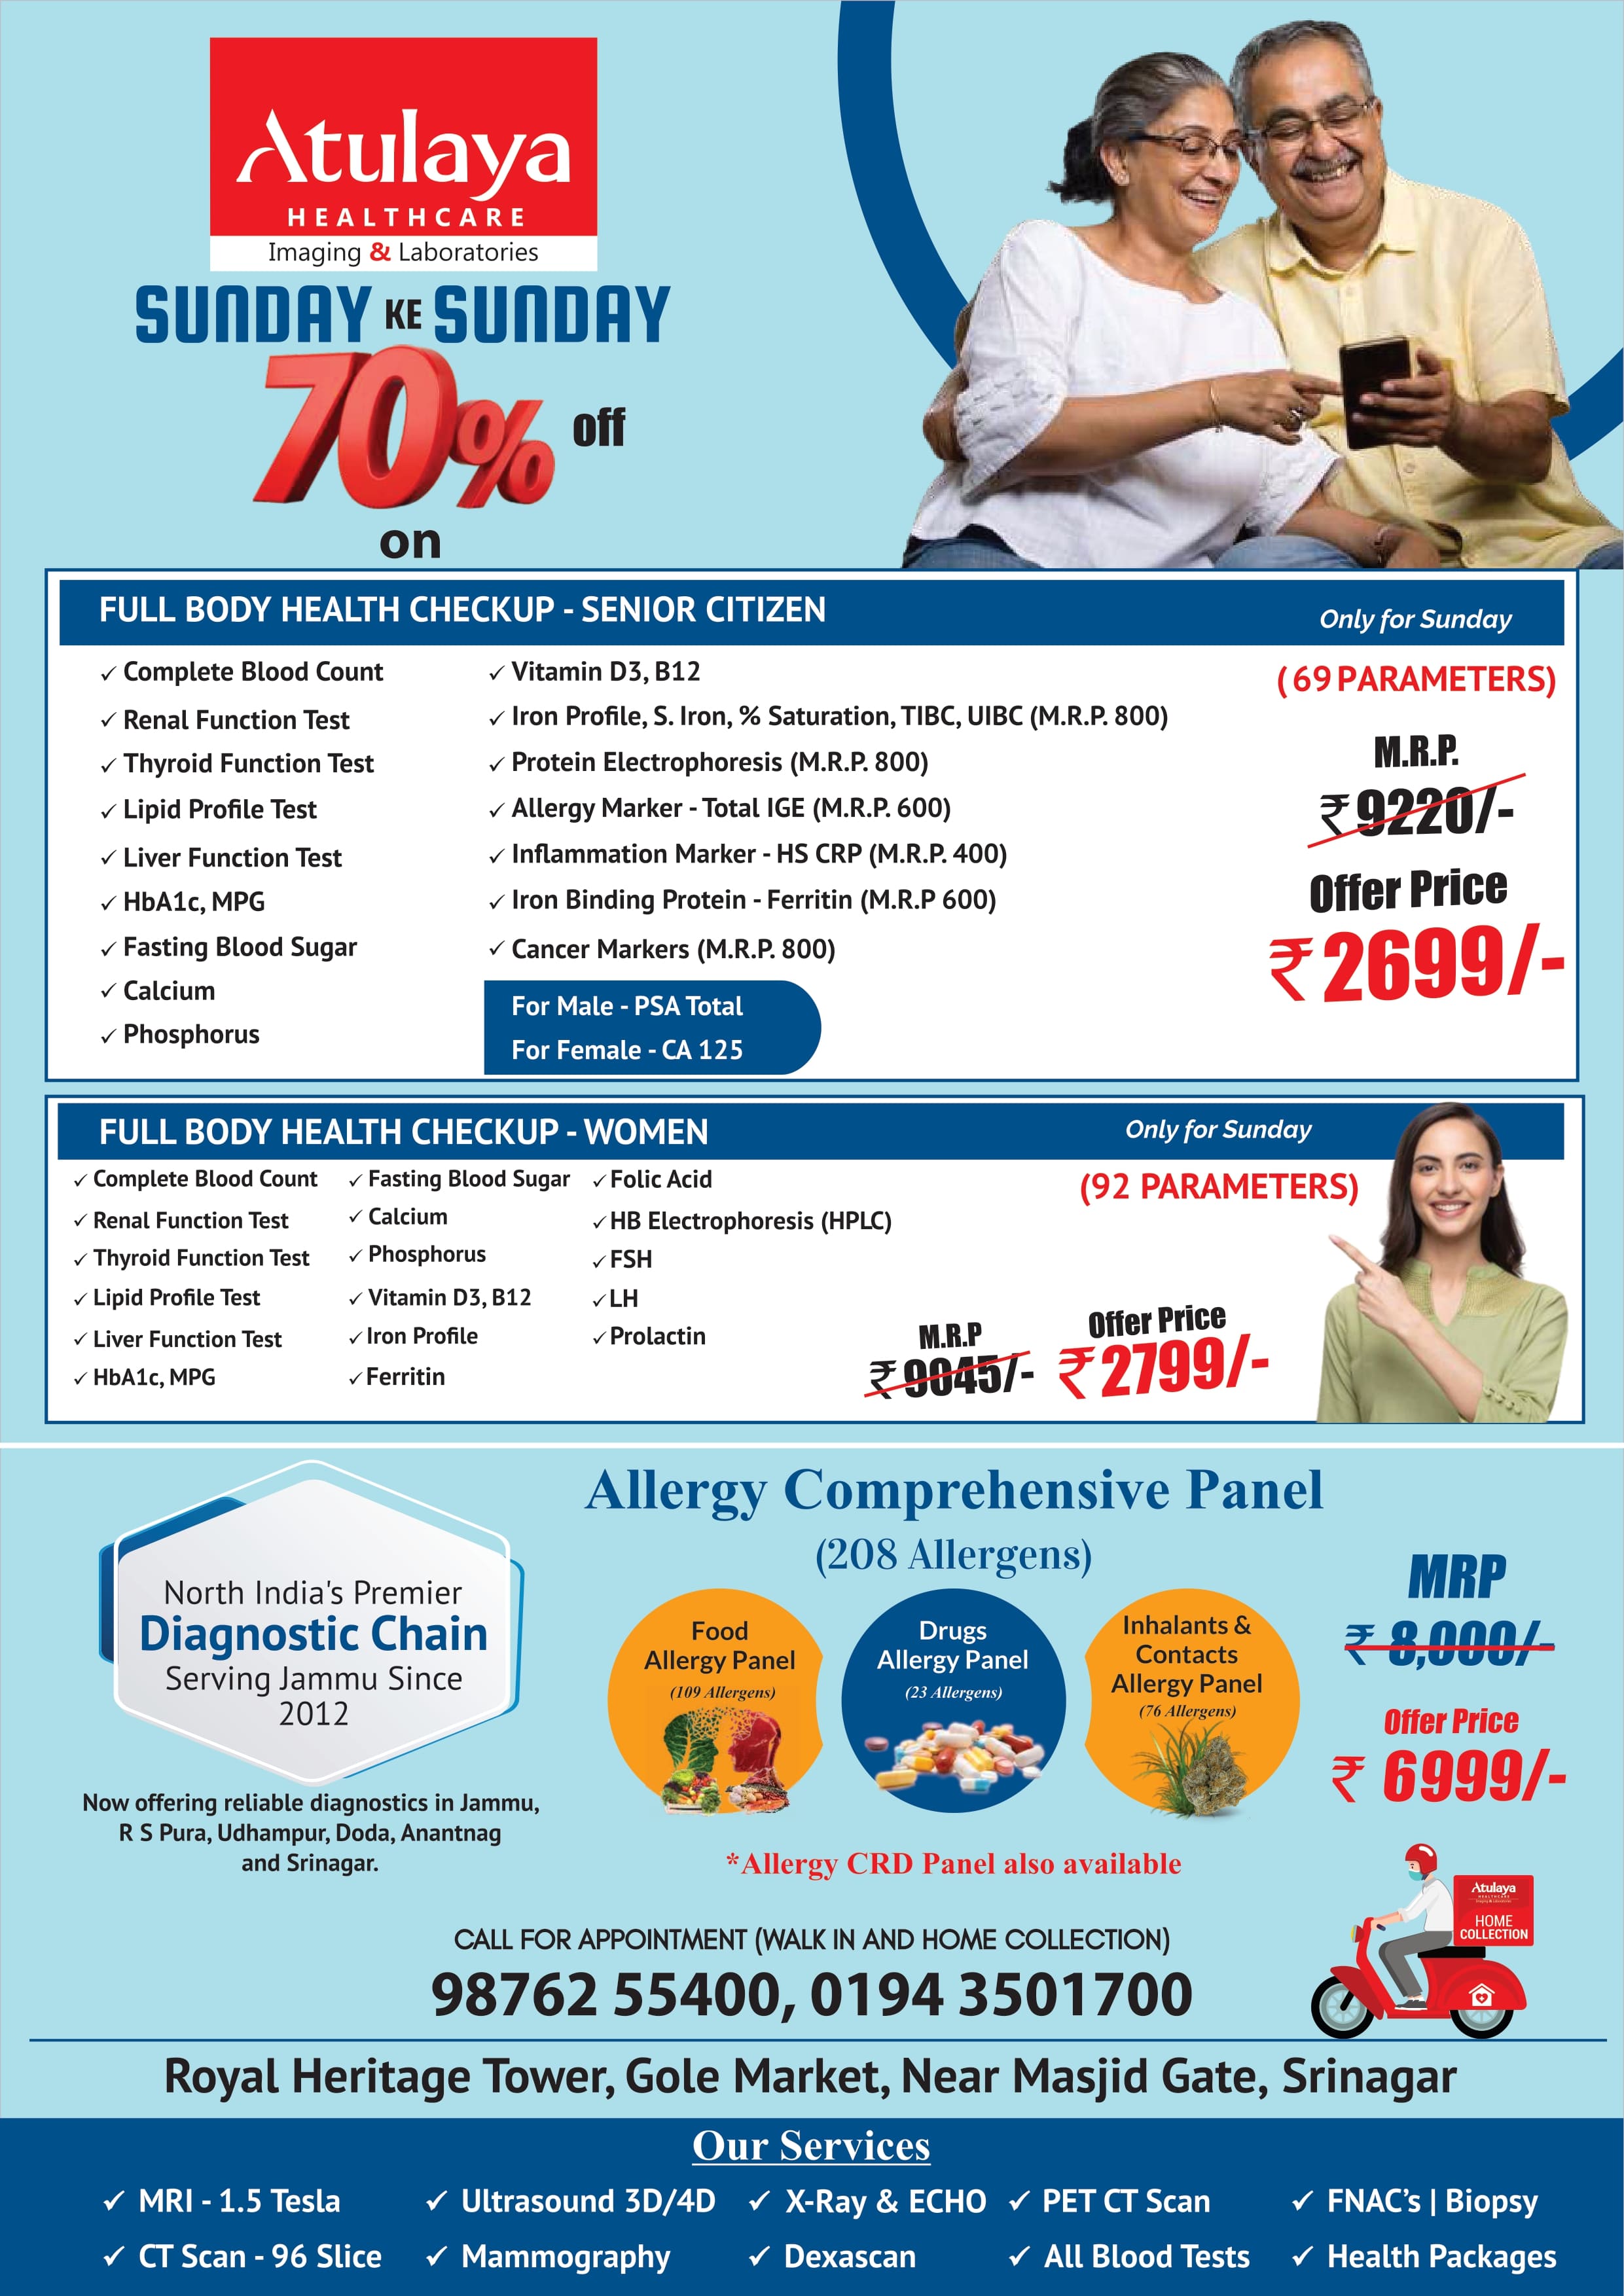 Atulaya
HEALTHCARE
Imaging & Laboratories
SUNDAY KE SUNDAY
70% off
on
FULL BODY HEALTH CHECKUP - SENIOR CITIZEN
Only for Sunday
✓ Complete Blood Count
✓ Renal Function Test
✓ Thyroid Function Test
✓ Lipid Profile Test
✓ Liver Function Test
✓ HbA1c, MPG
✓ Fasting Blood Sugar
✓ Calcium
✓ Phosphorus
✓ Vitamin D3, B12
✓ Iron Profile, S. Iron, % Saturation, TIBC, UIBC (M.R.P. 800)
✓ Protein Electrophoresis (M.R.P. 800)
✓ Allergy Marker - Total IGE (M.R.P. 600)
✓ Inflammation Marker - HS CRP (M.R.P. 400)
✓ Iron Binding Protein - Ferritin (M.R.P 600)
✓ Cancer Markers (M.R.P. 800)
For Male - PSA Total
For Female - CA 125
(69 PARAMETERS)
M.R.P.
₹9220/-
Offer Price
₹2699/-
FULL BODY HEALTH CHECKUP - WOMEN
Only for Sunday
✓ Complete Blood Count
✓ Renal Function Test
✓ Thyroid Function Test
✓ Lipid Profile Test
✓ Liver Function Test
✓ HbA1c, MPG
✓ Fasting Blood Sugar
✓ Calcium
✓ Phosphorus
✓ Vitamin D3, B12
✓ Iron Profile
✓ Ferritin
✓ Folic Acid
✓ HB Electrophoresis (HPLC)
✓ FSH
✓ LH
✓ Prolactin
(92 PARAMETERS)
M.R.P
₹9045/-
Offer Price
₹2799/-
North India's Premier
Diagnostic Chain
Serving Jammu Since
2012
Now offering reliable diagnostics in Jammu,
R S Pura, Udhampur, Doda, Anantnag
and Srinagar.
Allergy Comprehensive Panel
(208 Allergens)
Food
Allergy Panel
(109 Allergens)
Drugs
Allergy Panel
(23 Allergens)
Inhalants &
Contacts
Allergy Panel
(76 Allergens)
MRP
₹ 8,000/-
Offer Price
₹ 6999/-
*Allergy CRD Panel also available
Atulaya
HEALTHCARE
Imaging & Laboratories
HOME
COLLECTION
CALL FOR APPOINTMENT (WALK IN AND HOME COLLECTION)
98762 55400, 0194 3501700
Royal Heritage Tower, Gole Market, Near Masjid Gate, Srinagar
Our Services
✓ MRI - 1.5 Tesla
✓ Ultrasound 3D/4D
✓ X-Ray & ECHO
✓ PET CT Scan
✓ FNAC's | Biopsy
✓ CT Scan - 96 Slice
✓ Mammography
✓ Dexascan
✓ All Blood Tests
✓ Health Packages